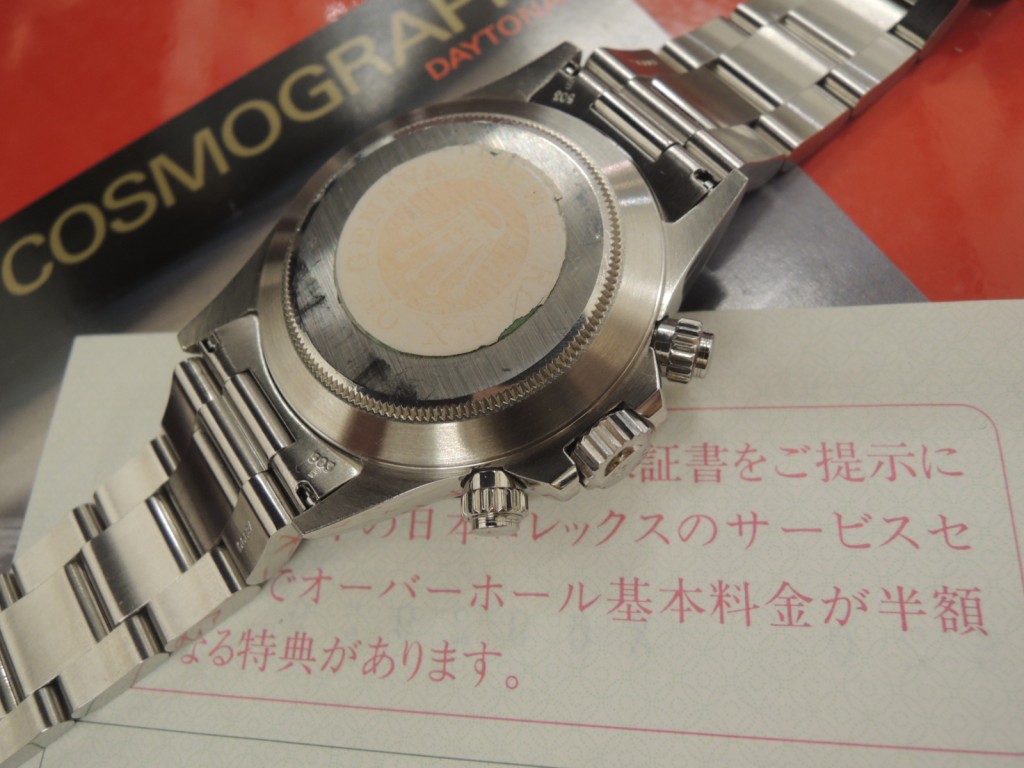 COSMOGRAP
DAYTONA
503
503
証書をご提示に
の日本 レックスのサービスセ
でオーバーホール基本料金が半額
なる特典があります。